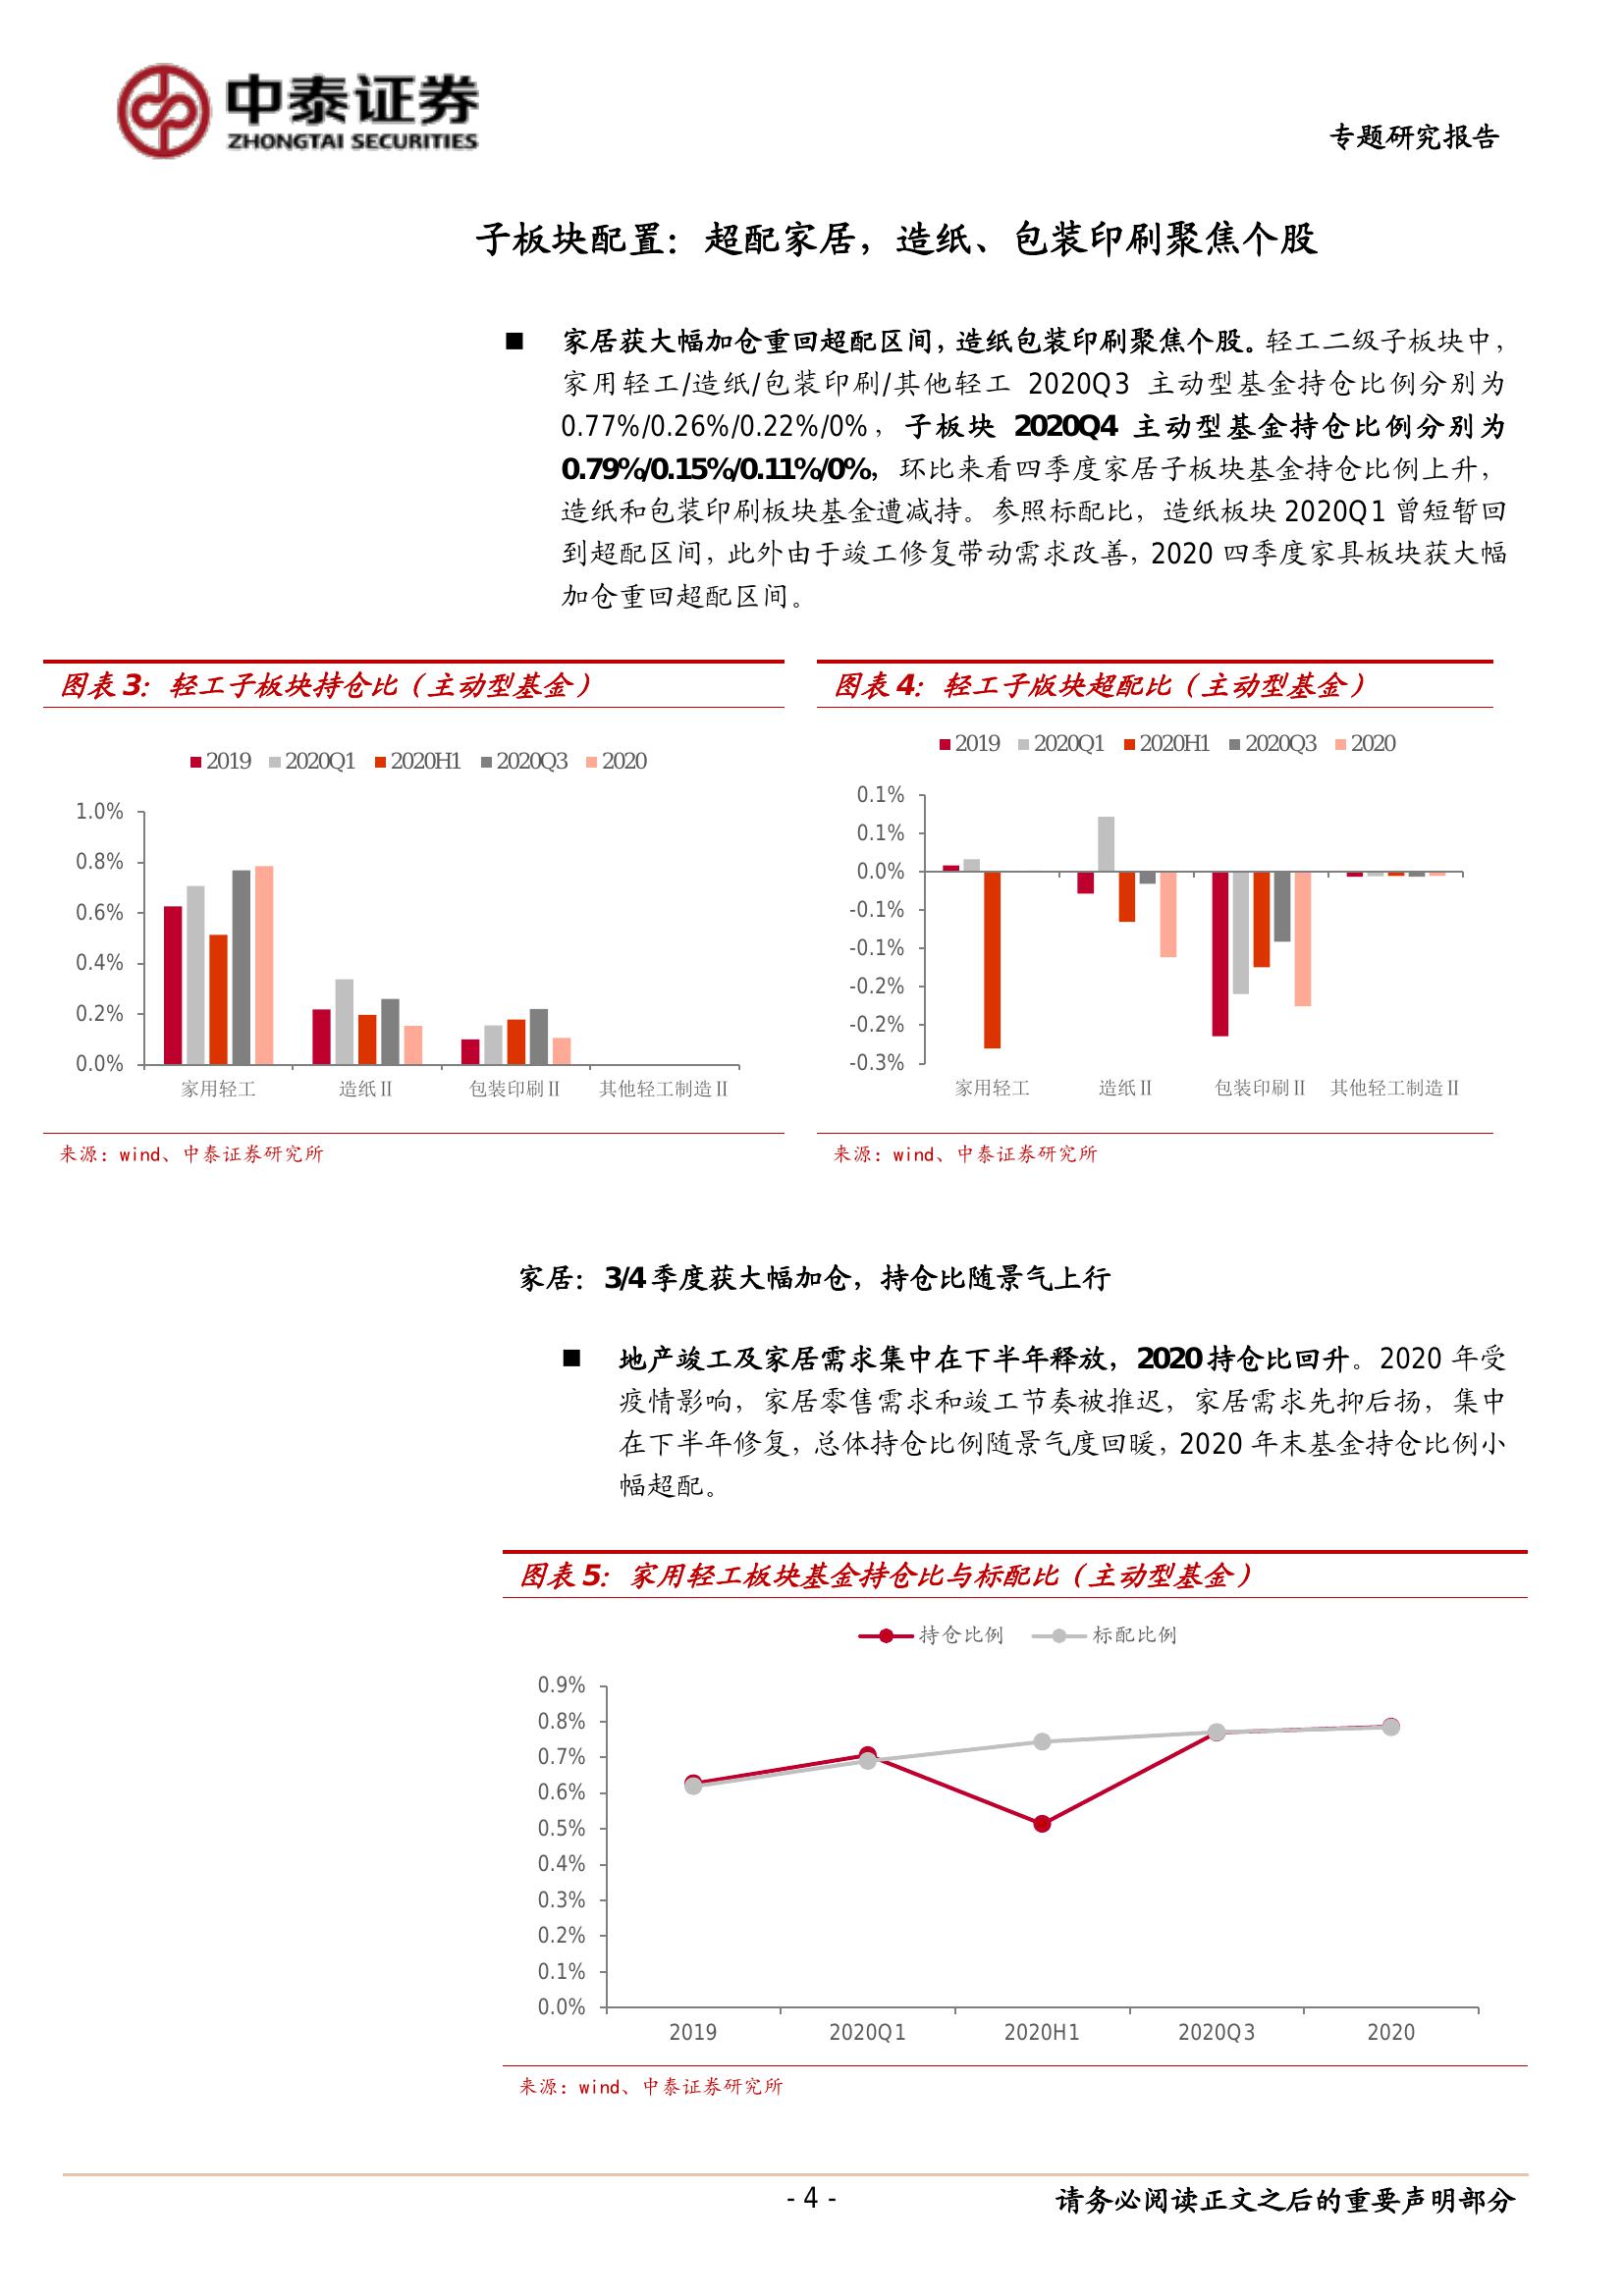 中泰证券
ZHONGTAI SECURITIES
专题研究报告
子板块配置：超配家居，造纸、包装印刷聚焦个股
■ 家居获大幅加仓重回超配区间，造纸包装印刷聚焦个股。轻工二级子板块中，
家用轻工/造纸/包装印刷/其他轻工 2020Q3 主动型基金持仓比例分别为
0.77%/0.26%/0.22%/0%，子板块 2020Q4 主动型基金持仓比例分别为
0.79%/0.15%/0.11%/0%，环比来看四季度家居子板块基金持仓比例上升，
造纸和包装印刷板块基金遭减持。参照标配比，造纸板块 2020Q1 曾短暂回
到超配区间，此外由于竣工修复带动需求改善，2020 四季度家具板块获大幅
加仓重回超配区间。
图表 3：轻工子板块持仓比（主动型基金）
2019 2020Q1 2020H1 2020Q3 2020
1.0%
0.8%
0.6%
0.4%
0.2%
0.0%
家用轻工 造纸Ⅱ 包装印刷Ⅱ 其他轻工制造Ⅱ
来源：wind、中泰证券研究所
图表 4：轻工子版块超配比（主动型基金）
2019 2020Q1 2020H1 2020Q3 2020
0.1%
0.1%
0.0%
-0.1%
-0.1%
-0.2%
-0.2%
-0.3%
家用轻工 造纸Ⅱ 包装印刷Ⅱ 其他轻工制造Ⅱ
来源：wind、中泰证券研究所
家居：3/4 季度获大幅加仓，持仓比随景气上行
■ 地产竣工及家居需求集中在下半年释放，2020 持仓比回升。2020 年受
疫情影响，家居零售需求和竣工节奏被推迟，家居需求先抑后扬，集中
在下半年修复，总体持仓比例随景气度回暖，2020 年末基金持仓比例小
幅超配。
图表 5：家用轻工板块基金持仓比与标配比（主动型基金）
持仓比例 标配比例
0.9%
0.8%
0.7%
0.6%
0.5%
0.4%
0.3%
0.2%
0.1%
0.0%
2019 2020Q1 2020H1 2020Q3 2020
来源：wind、中泰证券研究所
- 4 -
请务必阅读正文之后的重要声明部分